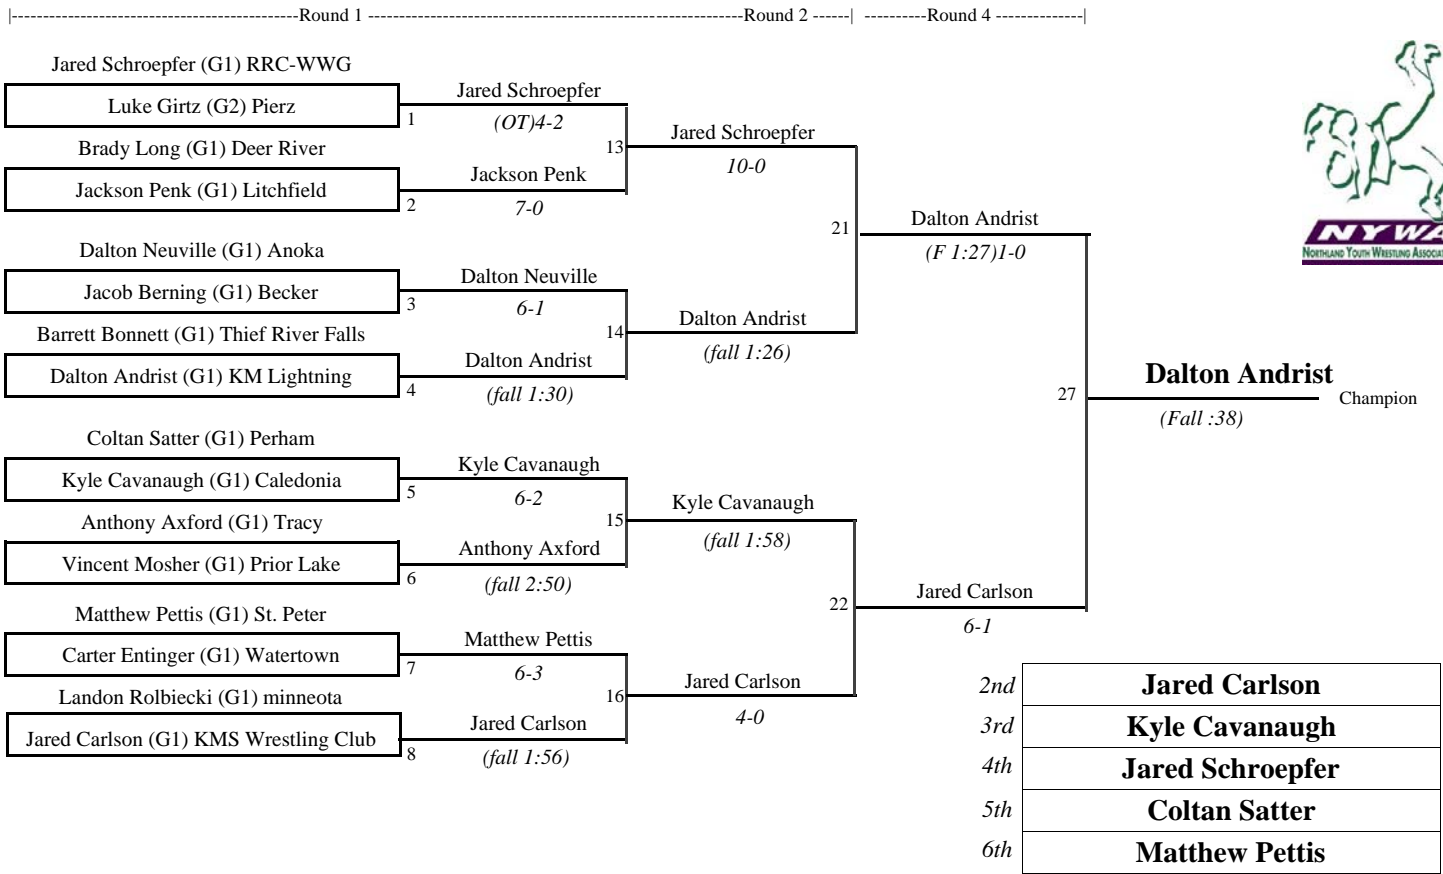 |----------------------------------------------Round 1 ------------------------------------------------------------Round 2 ------| ----------Round 4 --------------|
Jared Schroepfer (G1) RRC-WWG
Luke Girtz (G2) Pierz
1
Jared Schroepfer
(OT)4-2
Brady Long (G1) Deer River
Jackson Penk (G1) Litchfield
2
Jackson Penk
7-0
13
Jared Schroepfer
10-0
Dalton Neuville (G1) Anoka
Jacob Berning (G1) Becker
3
Dalton Neuville
6-1
Barrett Bonnett (G1) Thief River Falls
Dalton Andrist (G1) KM Lightning
4
Dalton Andrist
(fall 1:30)
14
Dalton Andrist
(fall 1:26)
21
Dalton Andrist
(F 1:27)1-0
Coltan Satter (G1) Perham
Kyle Cavanaugh (G1) Caledonia
5
Kyle Cavanaugh
6-2
Anthony Axford (G1) Tracy
Vincent Mosher (G1) Prior Lake
6
Anthony Axford
(fall 2:50)
15
Kyle Cavanaugh
(fall 1:58)
Matthew Pettis (G1) St. Peter
Carter Entinger (G1) Watertown
7
Matthew Pettis
6-3
Landon Rolbiecki (G1) minneota
Jared Carlson (G1) KMS Wrestling Club
8
Jared Carlson
(fall 1:56)
16
Jared Carlson
4-0
22
Jared Carlson
6-1
27
Dalton Andrist
Champion
(Fall :38)
NYWA
NORTHLAND YOUTH WRESTLING ASSOCIAT
2nd Jared Carlson
3rd Kyle Cavanaugh
4th Jared Schroepfer
5th Coltan Satter
6th Matthew Pettis